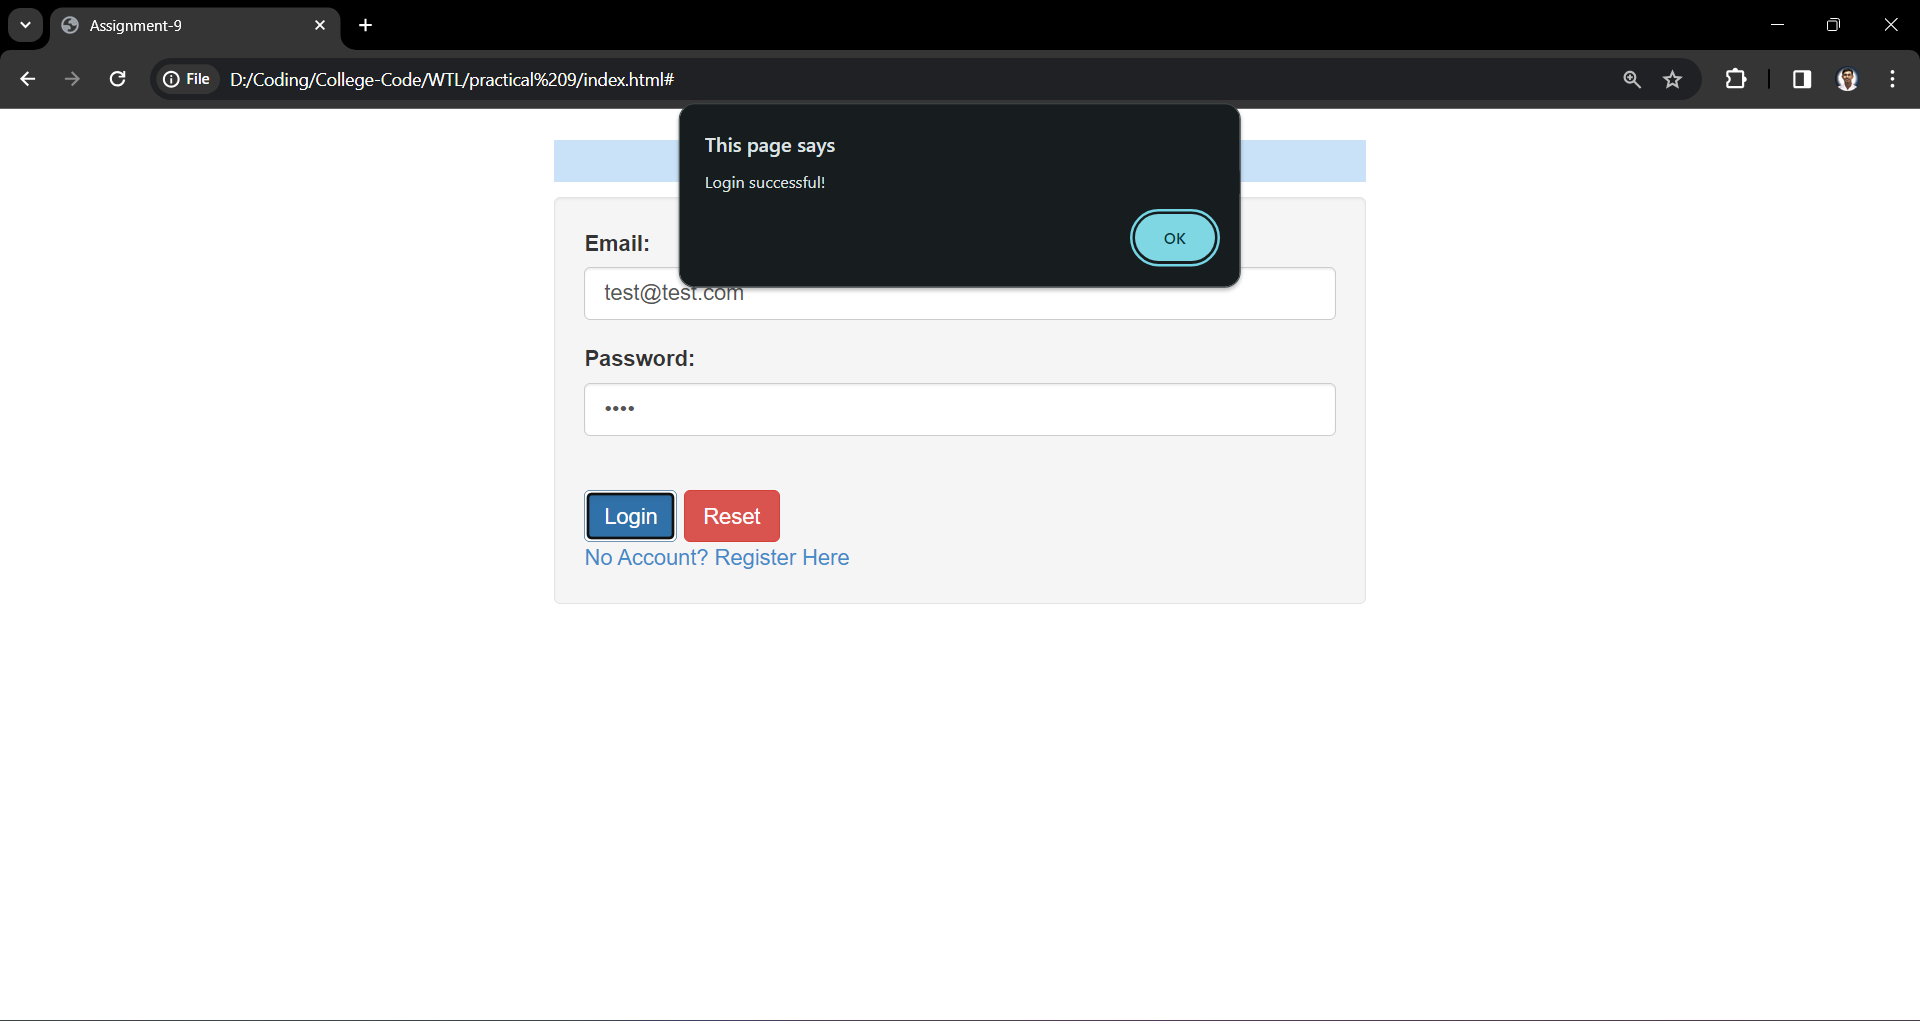 Assignment-9
File D:/Coding/College-Code/WTL/practical%209/index.html#
This page says
Login successful!
OK
Email:
test@test.com
Password:
••••
Login Reset
No Account? Register Here